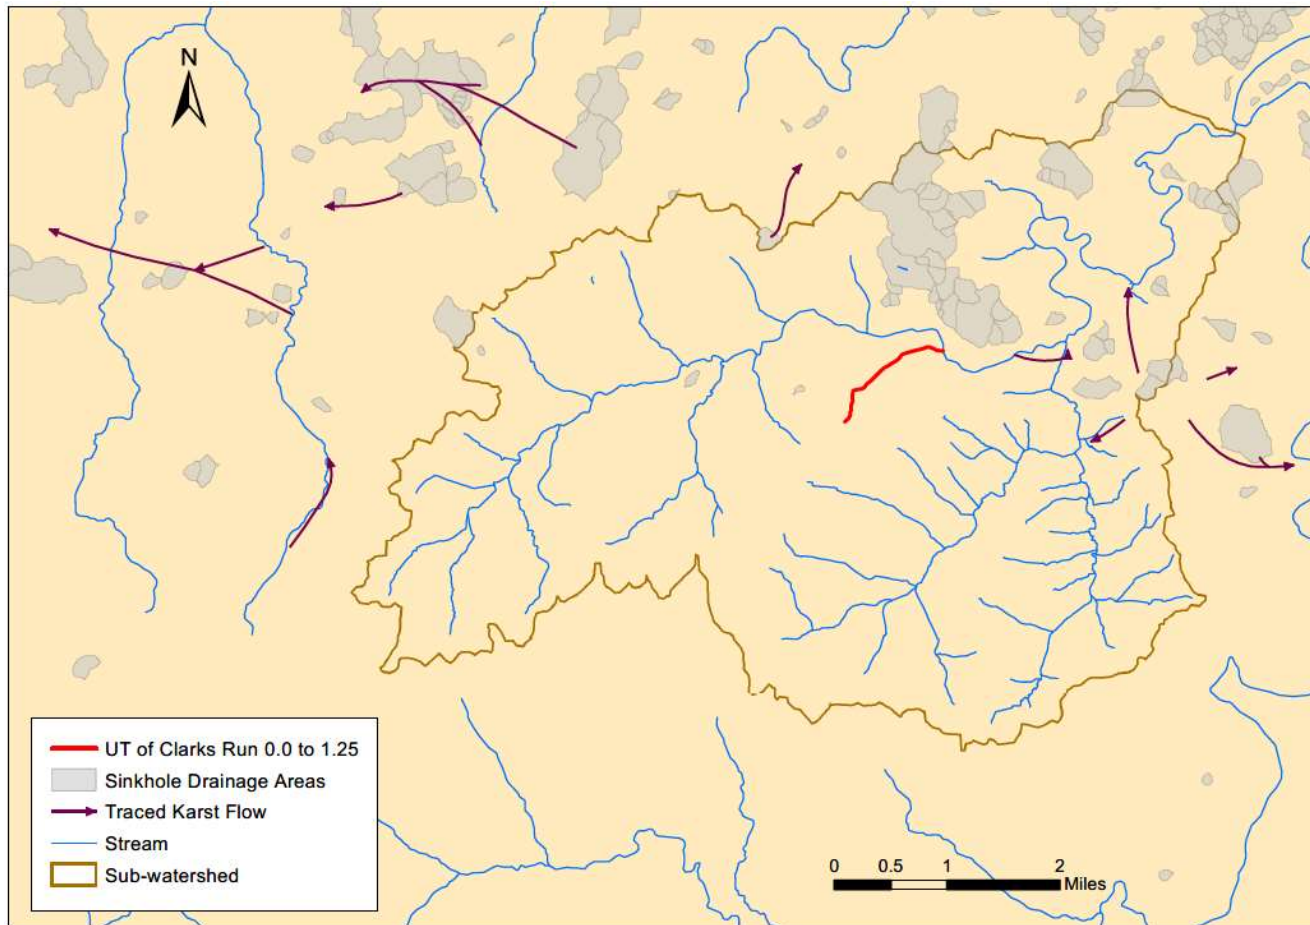 N
UT of Clarks Run 0.0 to 1.25
Sinkhole Drainage Areas
Traced Karst Flow
Stream
Sub-watershed
0 0.5 1 2
Miles